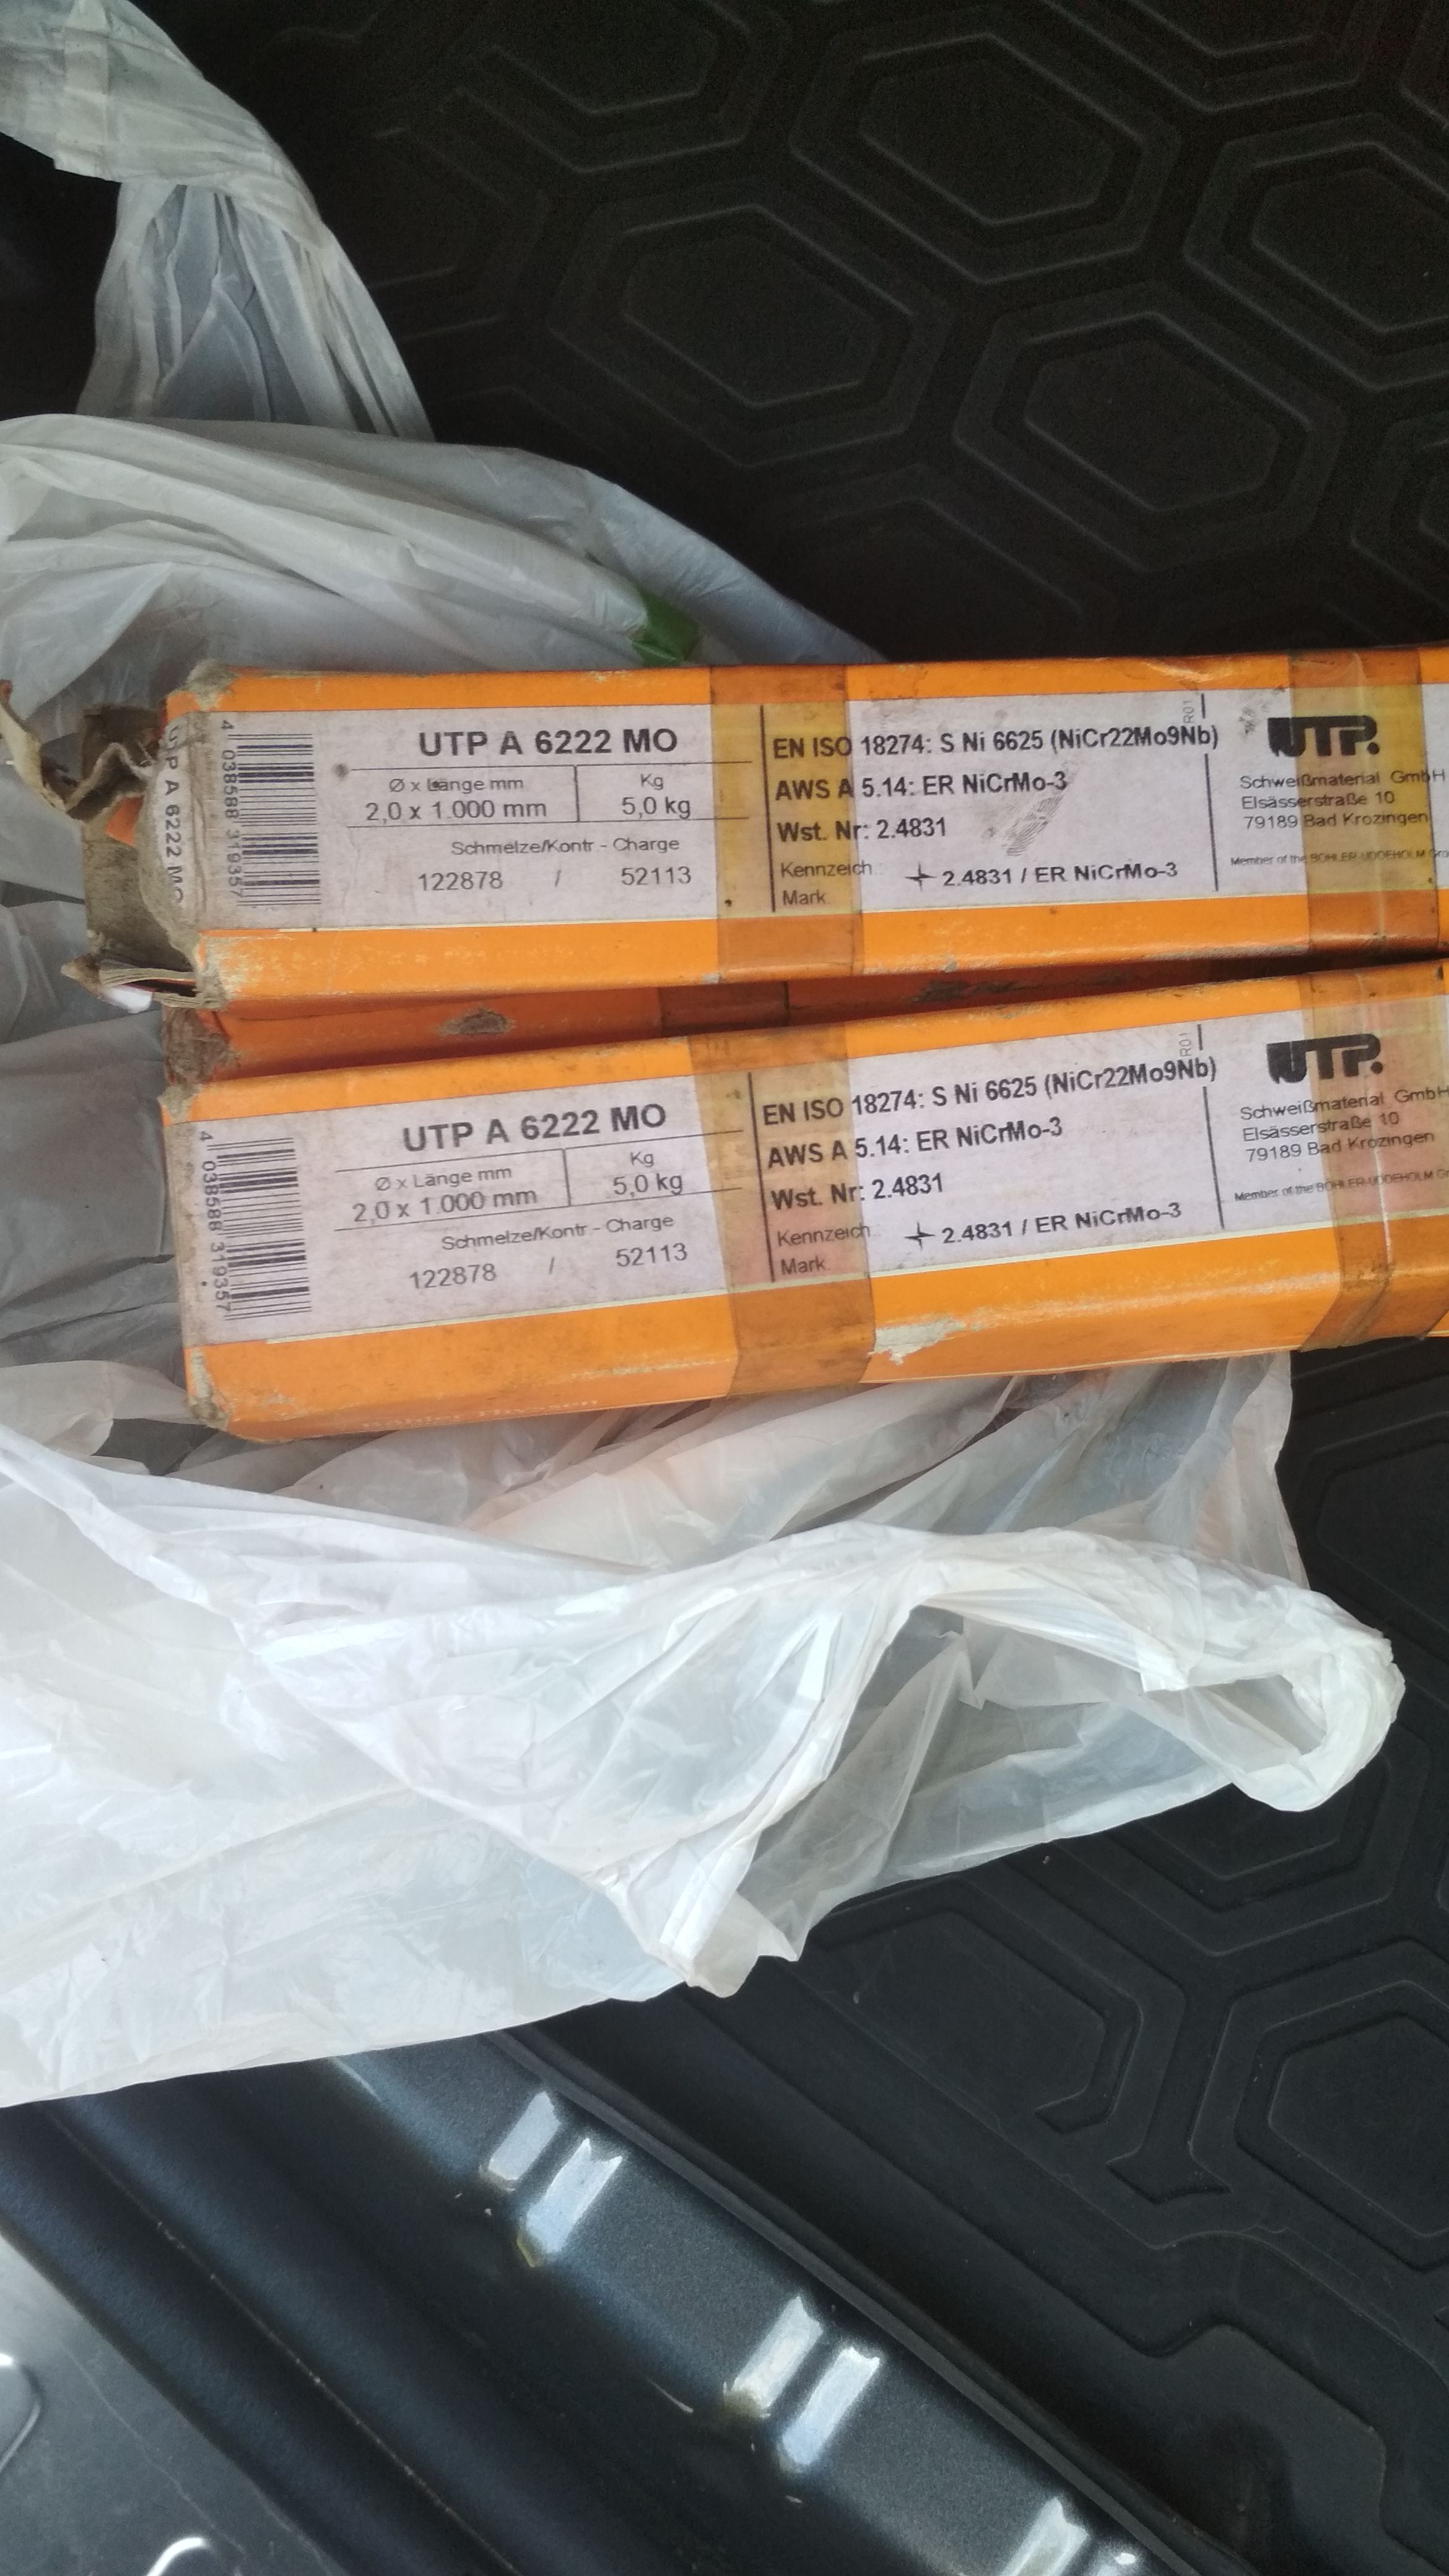 UTP A 6222 MO
4 038588 319357
UTP A 6222 MO
Ø x Länge mm
Kg
2,0 x 1.000 mm
5,0 kg
Schmelze/Kontr - Charge
122878 / 52113
EN ISO 18274: S Ni 6625 (NiCr22Mo9Nb)
AWS A 5.14: ER NiCrMo-3
Wst. Nr: 2.4831
Kennzeich.
Mark.
2.4831 / ER NiCrMo-3
R01
UTP.
Schweißmaterial GmbH
Elsässerstraße 10
79189 Bad Krozingen
Member of the BÖHLER-UDDEHOLM Gro
4 038588 319357
UTP A 6222 MO
Ø x Länge mm
Kg
2,0 x 1.000 mm
5,0 kg
Schmelze/Kontr - Charge
122878 / 52113
EN ISO 18274: S Ni 6625 (NiCr22Mo9Nb)
AWS A 5.14: ER NiCrMo-3
Wst. Nr: 2.4831
Kennzeich.
Mark.
2.4831 / ER NiCrMo-3
R01
UTP.
Schweißmaterial GmbH
Elsässerstraße 10
79189 Bad Krozingen
Member of the BÖHLER-UDDEHOLM Gr